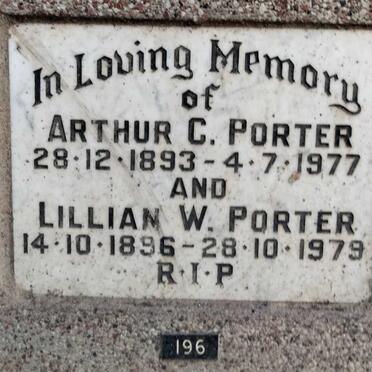 In Loving Memory
of
ARTHUR C. PORTER
28·12·1893 - 4·7·1977
AND
LILLIAN W. PORTER
14·10·1896 - 28·10·1979
R·I·P
196